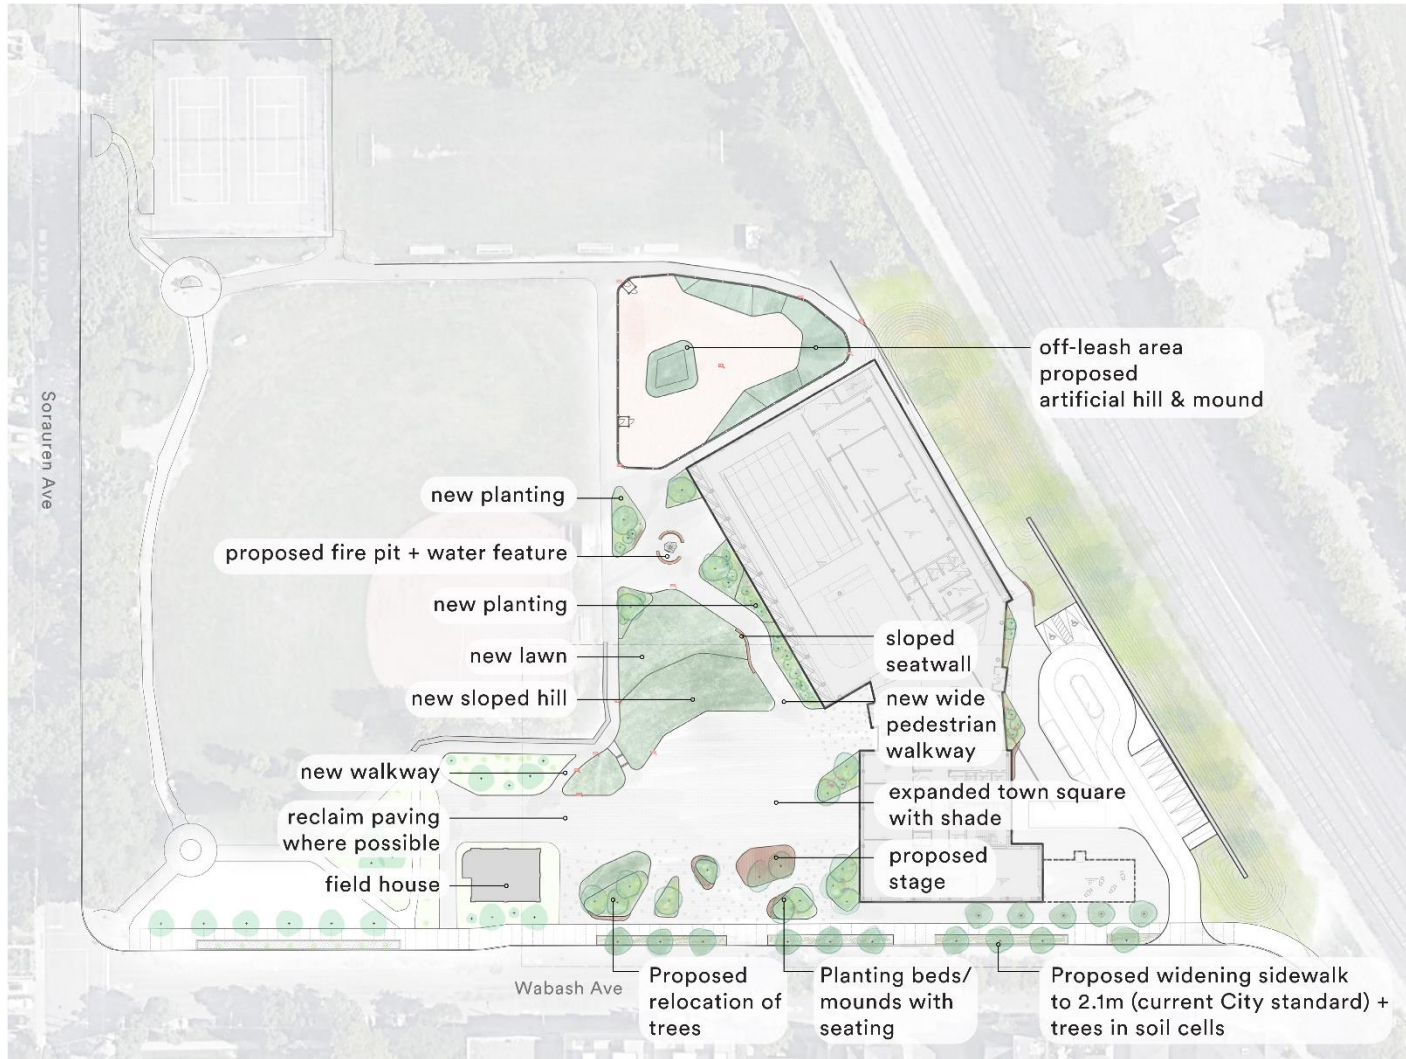 off-leash area
proposed
artificial hill & mound
Sorauren Ave
new planting
proposed fire pit + water feature
new planting
new lawn
sloped
seatwall
new sloped hill
new wide
pedestrian
walkway
new walkway
expanded town square
with shade
reclaim paving
where possible
proposed
stage
field house
Wabash Ave
Proposed
relocation of
trees
Planting beds/
mounds with
seating
Proposed widening sidewalk
to 2.1m (current City standard) +
trees in soil cells